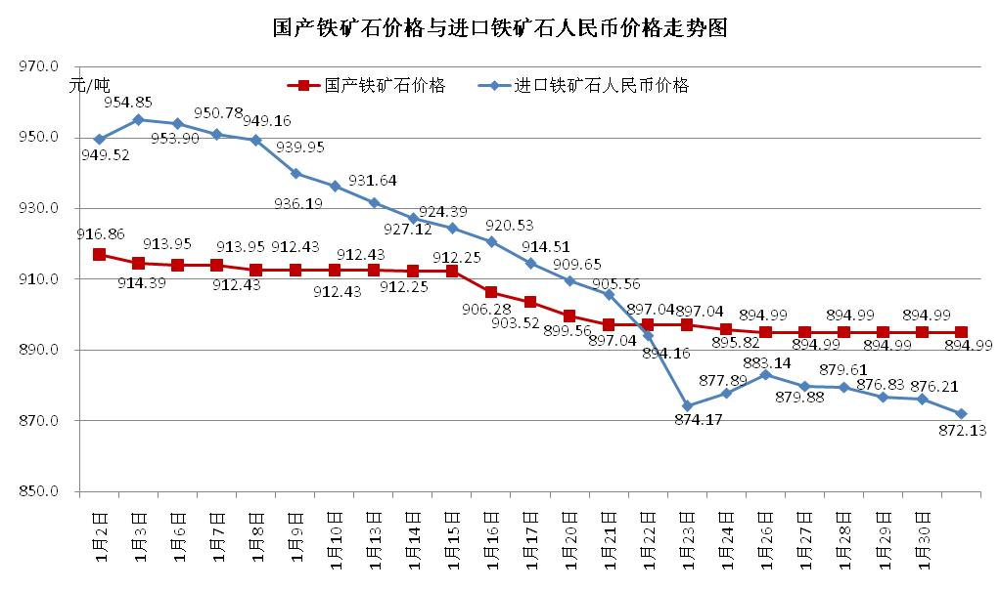 国产铁矿石价格与进口铁矿石人民币价格走势图
970.0
元/吨
国产铁矿石价格
进口铁矿石人民币价格
954.85
950.78
949.16
950.0
953.90
949.52
939.95
931.64
936.19
930.0
924.39
920.53
927.12
916.86
913.95
913.95
912.43
912.43
912.25
914.51
909.65
914.39
912.43
912.43
912.25
905.56
910.0
906.28
903.52
899.56
897.04
897.04
897.04
894.16
895.82
894.99
894.99
894.99
894.99
894.99
894.99
890.0
883.14
877.89
879.88
879.61
876.83
876.21
874.17
872.13
870.0
850.0
1月2日
1月3日
1月6日
1月7日
1月8日
1月9日
1月10日
1月13日
1月14日
1月15日
1月16日
1月17日
1月20日
1月21日
1月22日
1月23日
1月24日
1月26日
1月27日
1月28日
1月29日
1月30日